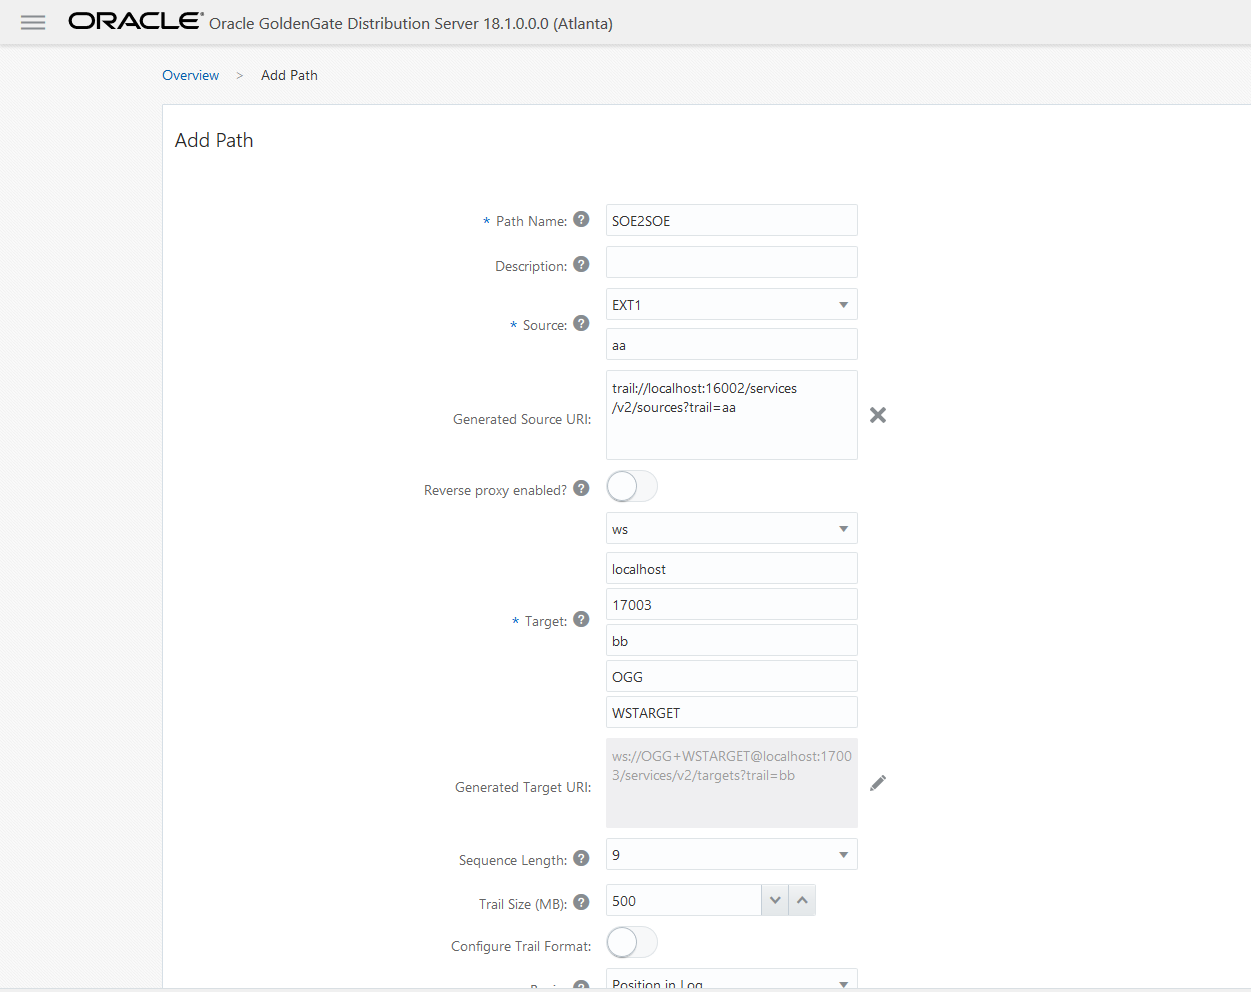 ORACLE® Oracle GoldenGate Distribution Server 18.1.0.0.0 (Atlanta)
Overview > Add Path
Add Path
* Path Name: ? SOE2SOE
Description: ?
EXT1
* Source: ?
aa
trail://localhost:16002/services
/v2/sources?trail=aa
Generated Source URI:
Reverse proxy enabled? ?
ws
localhost
17003
* Target: ?
bb
OGG
WSTARGET
ws://OGG+WSTARGET@localhost:1700
3/services/v2/targets?trail=bb
Generated Target URI:
Sequence Length: ? 9
Trail Size (MB): ? 500
Configure Trail Format:
Position in Log